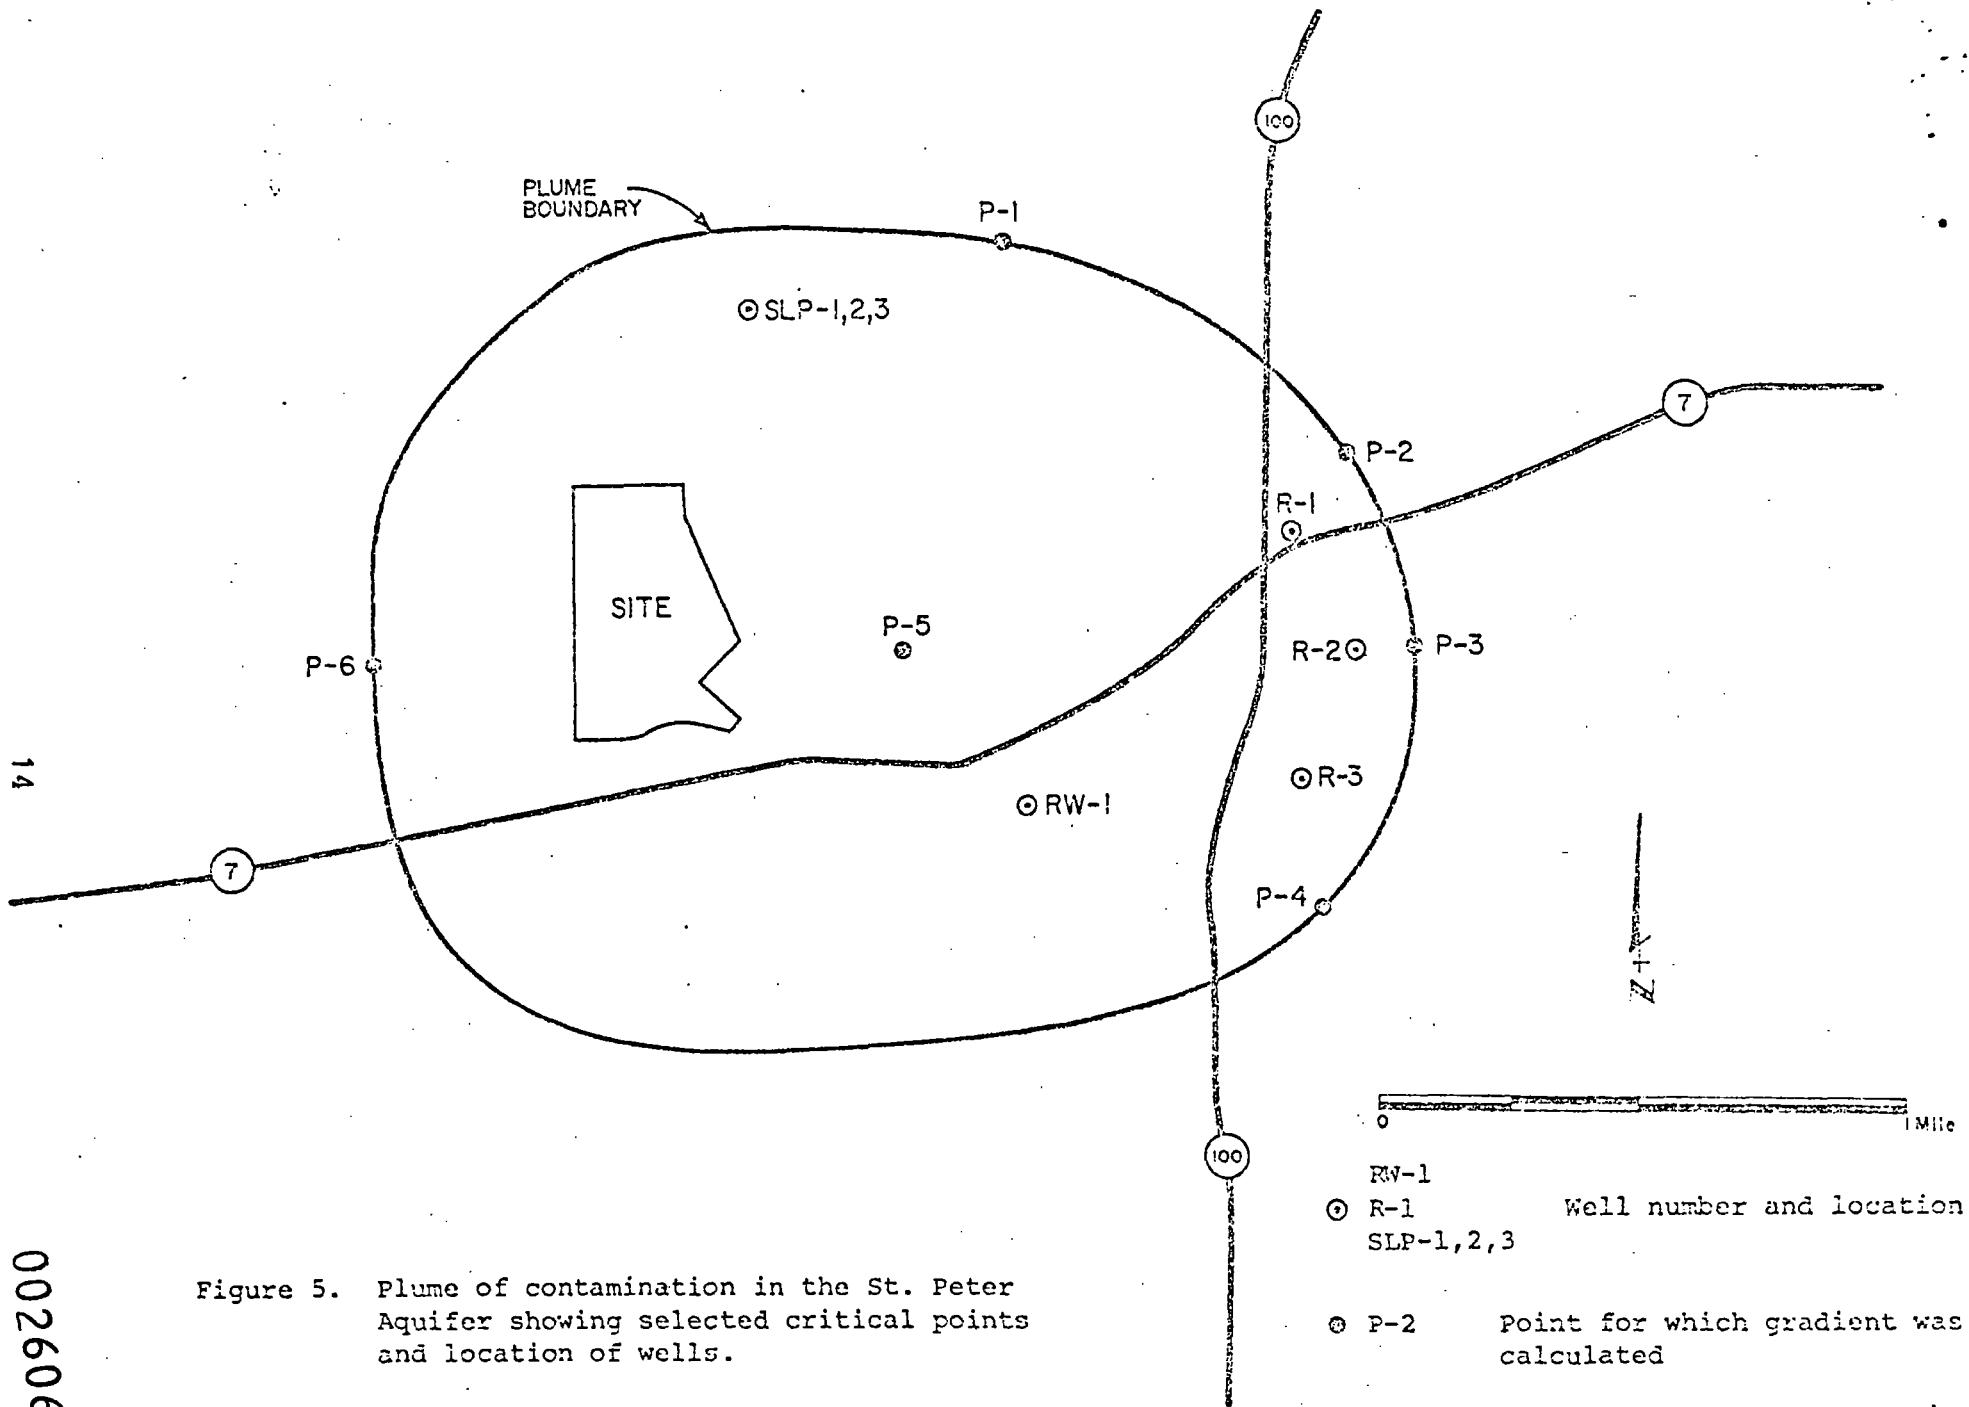 100
PLUME
BOUNDARY
P-1
SLP-1,2,3
7
P-2
R-1
SITE
P-5
R-2
P-3
P-6
R-3
RW-1
14
7
P-4
N
0
1 Mile
100
RW-1
R-1
Well number and location
SLP-1,2,3
P-2
Point for which gradient was
calculated
Figure 5. Plume of contamination in the St. Peter
Aquifer showing selected critical points
and location of wells.
002606